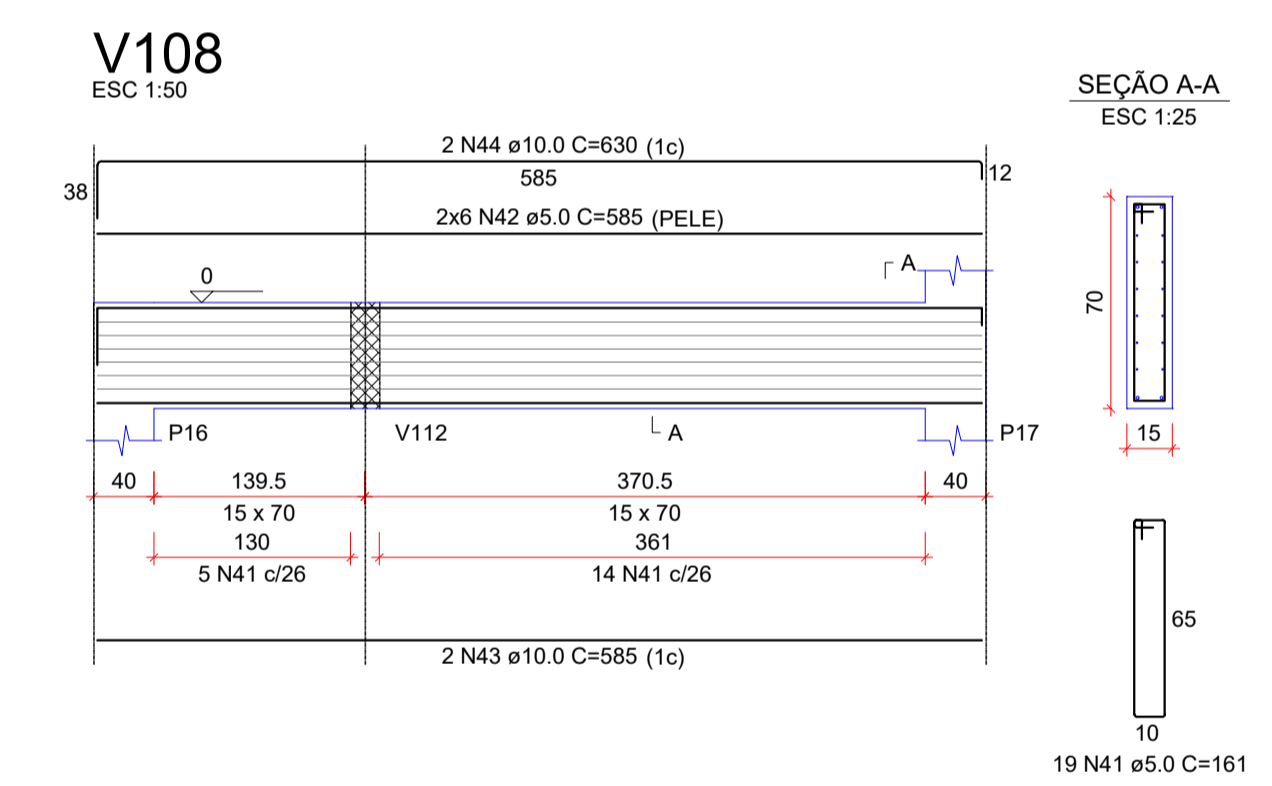 V108
ESC 1:50
SEÇÃO A-A
ESC 1:25
2 N44 ø10.0 C=630 (1c)
38
585
12
2x6 N42 ø5.0 C=585 (PELE)
0
A
70
P16
V112
A
P17
15
40
139.5
370.5
40
15 x 70
15 x 70
130
361
5 N41 c/26
14 N41 c/26
65
2 N43 ø10.0 C=585 (1c)
10
19 N41 ø5.0 C=161